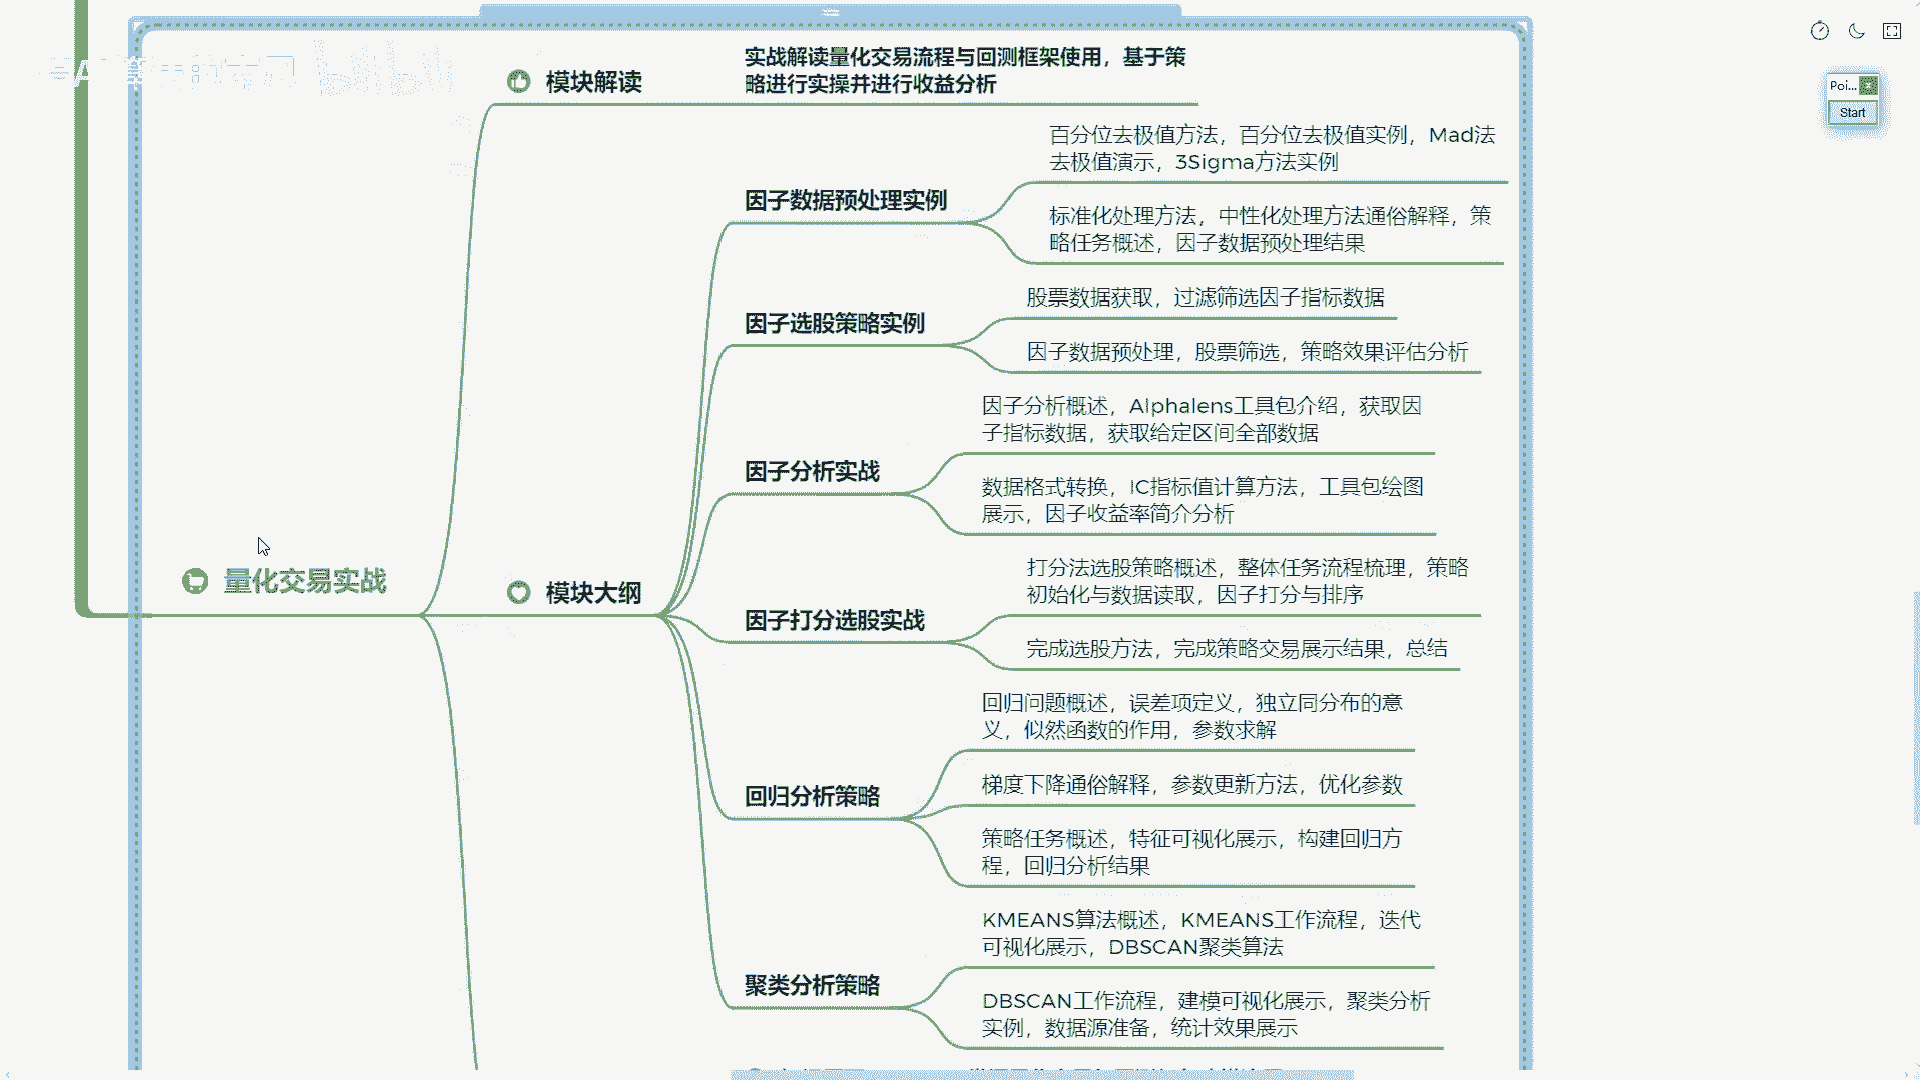 模块解读
实战解读量化交易流程与回测框架使用，基于策
略进行实操并进行收益分析
量化交易实战
模块大纲
因子数据预处理实例
百分位去极值方法，百分位去极值实例，Mad法
去极值演示，3Sigma方法实例
标准化处理方法，中性化处理方法通俗解释，策
略任务概述，因子数据预处理结果
因子选股策略实例
股票数据获取，过滤筛选因子指标数据
因子数据预处理，股票筛选，策略效果评估分析
因子分析实战
因子分析概述，Alphalens工具包介绍，获取因
子指标数据，获取给定区间全部数据
数据格式转换，IC指标值计算方法，工具包绘图
展示，因子收益率简介分析
因子打分选股实战
打分法选股策略概述，整体任务流程梳理，策略
初始化与数据读取，因子打分与排序
完成选股方法，完成策略交易展示结果，总结
回归分析策略
回归问题概述，误差项定义，独立同分布的意
义，似然函数的作用，参数求解
梯度下降通俗解释，参数更新方法，优化参数
策略任务概述，特征可视化展示，构建回归方
程，回归分析结果
聚类分析策略
KMEANS算法概述，KMEANS工作流程，迭代
可视化展示，DBSCAN聚类算法
DBSCAN工作流程，建模可视化展示，聚类分析
实例，数据源准备，统计效果展示
Poi...
Start